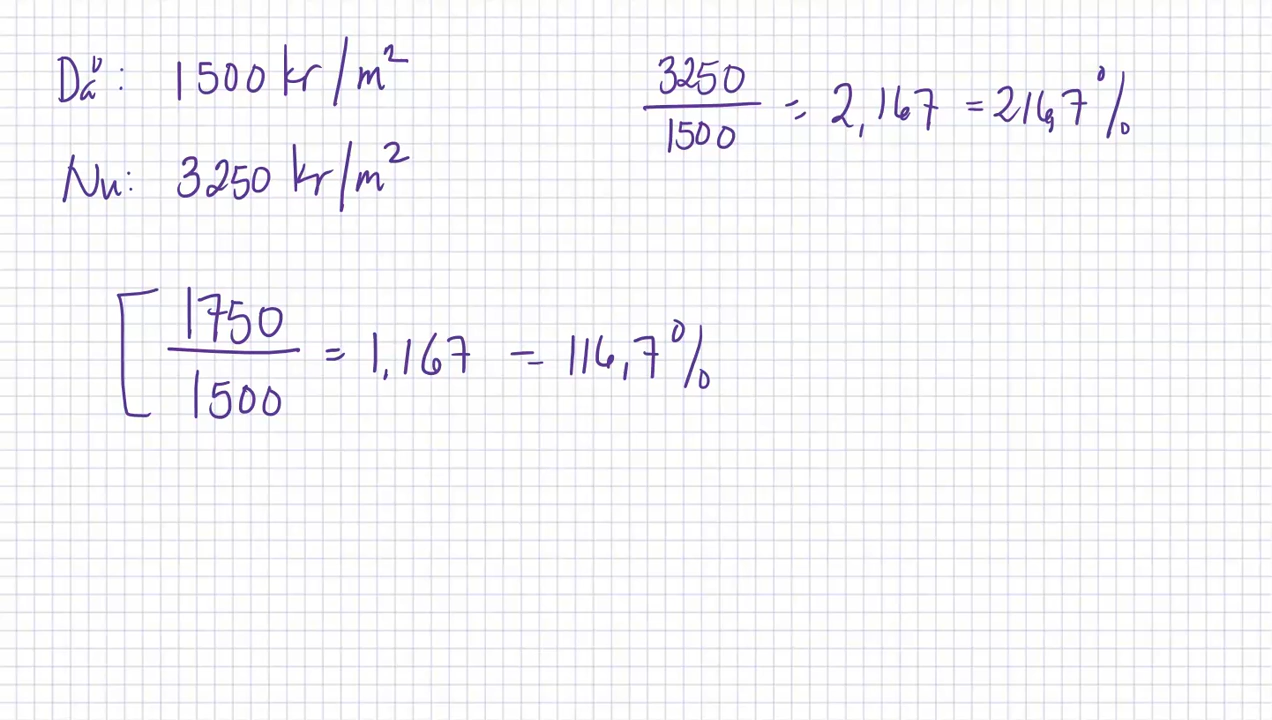 Då: 1500 kr/m²
Nu: 3250 kr/m²
3250/1500 = 2,167 = 216,7%
1750/1500 = 1,167 = 116,7%